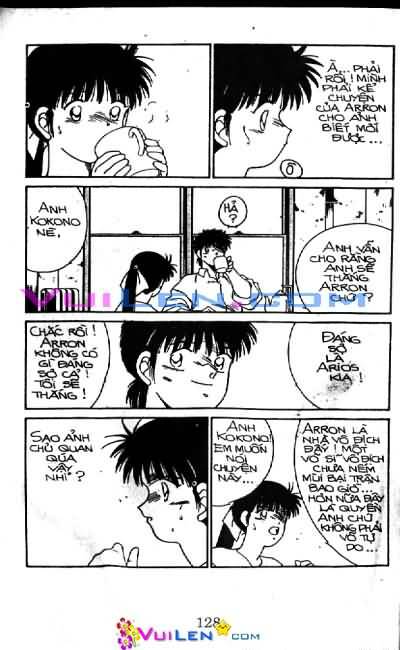 À... PHẢI
RỒI! MÌNH
PHẢI KỂ
CHUYỆN
CỦA ARRON
CHO ANH
BIẾT MỚI
ĐƯỢC...
ANH
KOKONO
NÈ,
HẢ
?
ANH VẪN
CHO RẰNG
ANH SẼ
THẮNG
ARRON
CHỨ?
VUILEN.COM
CHẮC RỒI!
ARRON
KHÔNG CÓ
GÌ ĐÁNG
SỢ CẢ!
TÔI SẼ
THẮNG!
ĐÁNG
SỢ
LÀ
ARIOS
KÌA!
SAO ẢNH
CHỦ QUAN
QUÁ
VẬY
NHỈ?
ANH
KOKONO!
EM MUỐN
NÓI
CHUYỆN
NÀY...
ARRON LÀ
NHÀ VÔ ĐỊCH
ĐẤY! MỘT
VÕ SĨ VÔ ĐỊCH
CHƯA NẾM
MÙI BẠI TRẬN
BAO GIỜ...
HƠN NỮA ĐÂY
LÀ QUYỀN
ANH CHỨ
KHÔNG PHẢI
VÕ TỰ
DO...
128
VUILEN.COM